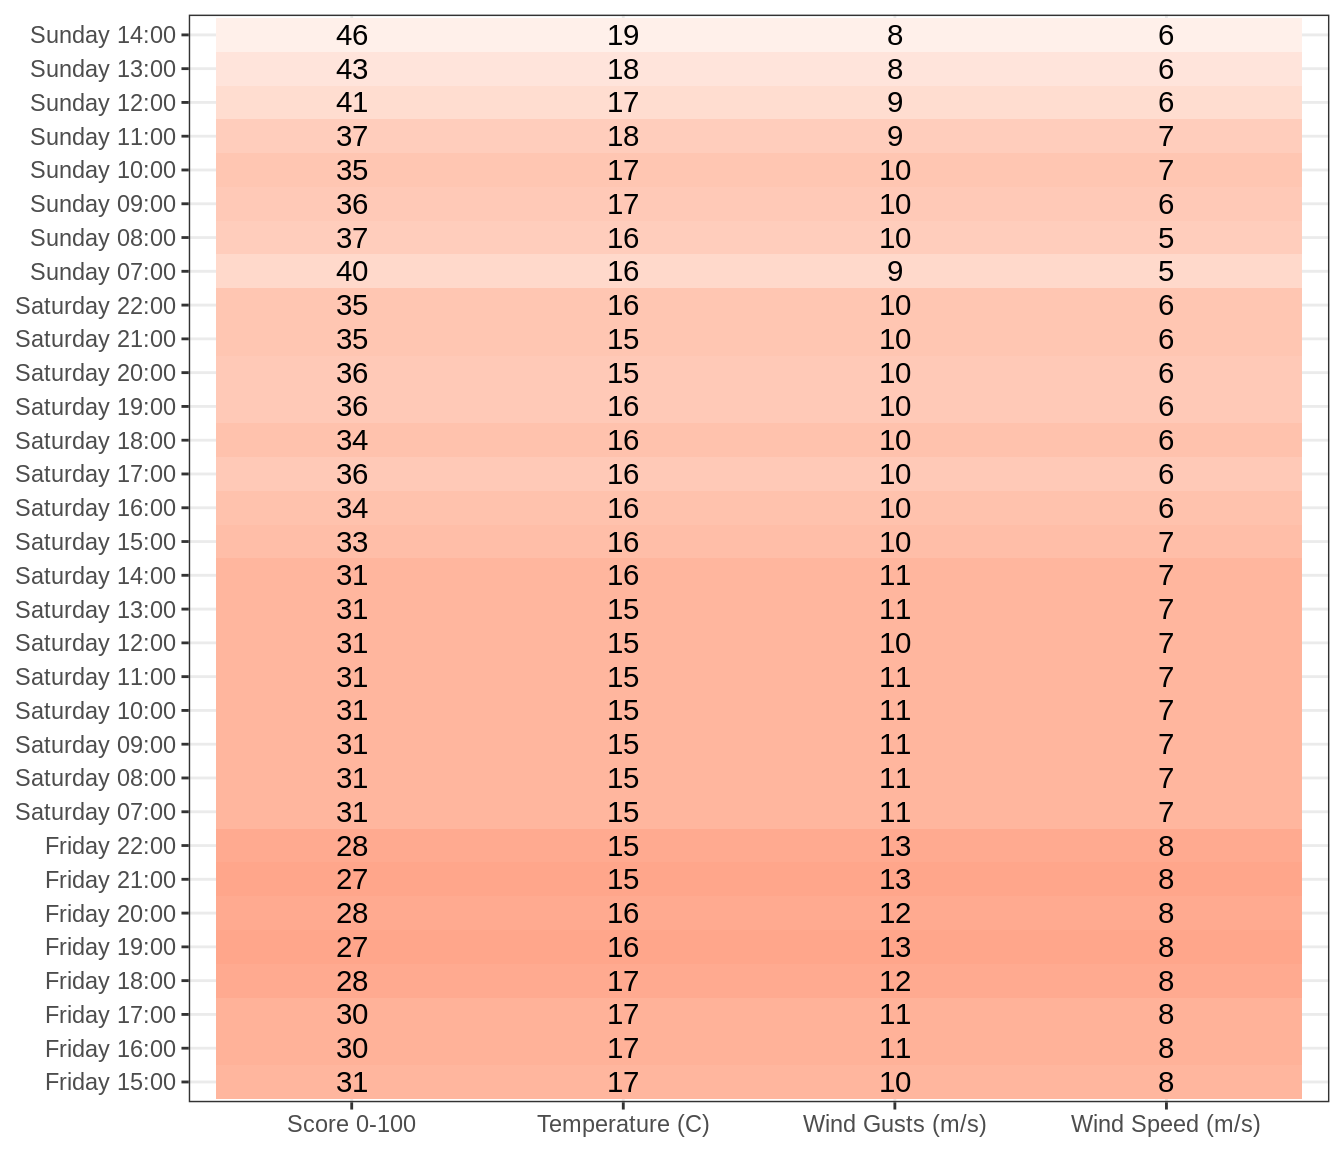 Sunday 14:00 46 19 8 6
Sunday 13:00 43 18 8 6
Sunday 12:00 41 17 9 6
Sunday 11:00 37 18 9 7
Sunday 10:00 35 17 10 7
Sunday 09:00 36 17 10 6
Sunday 08:00 37 16 10 5
Sunday 07:00 40 16 9 5
Saturday 22:00 35 16 10 6
Saturday 21:00 35 15 10 6
Saturday 20:00 36 15 10 6
Saturday 19:00 36 16 10 6
Saturday 18:00 34 16 10 6
Saturday 17:00 36 16 10 6
Saturday 16:00 34 16 10 6
Saturday 15:00 33 16 10 7
Saturday 14:00 31 16 11 7
Saturday 13:00 31 15 11 7
Saturday 12:00 31 15 10 7
Saturday 11:00 31 15 11 7
Saturday 10:00 31 15 11 7
Saturday 09:00 31 15 11 7
Saturday 08:00 31 15 11 7
Saturday 07:00 31 15 11 7
Friday 22:00 28 15 13 8
Friday 21:00 27 15 13 8
Friday 20:00 28 16 12 8
Friday 19:00 27 16 13 8
Friday 18:00 28 17 12 8
Friday 17:00 30 17 11 8
Friday 16:00 30 17 11 8
Friday 15:00 31 17 10 8
Score 0-100 Temperature (C) Wind Gusts (m/s) Wind Speed (m/s)